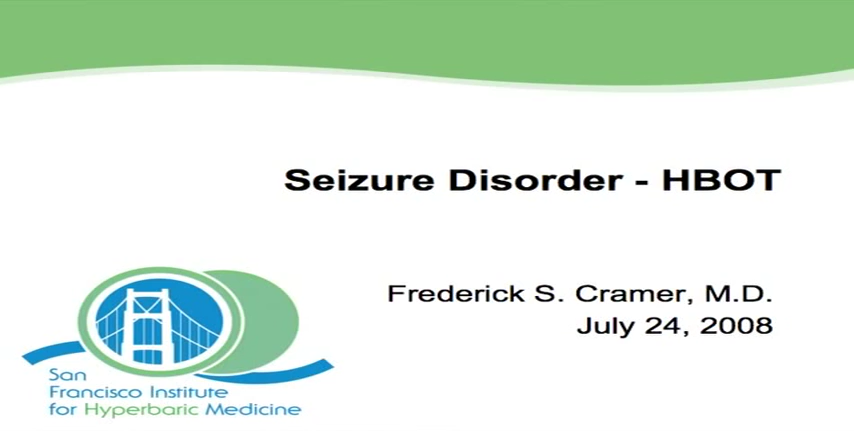 Seizure Disorder - HBOT
Frederick S. Cramer, M.D.
July 24, 2008
San
Francisco Institute
for Hyperbaric Medicine